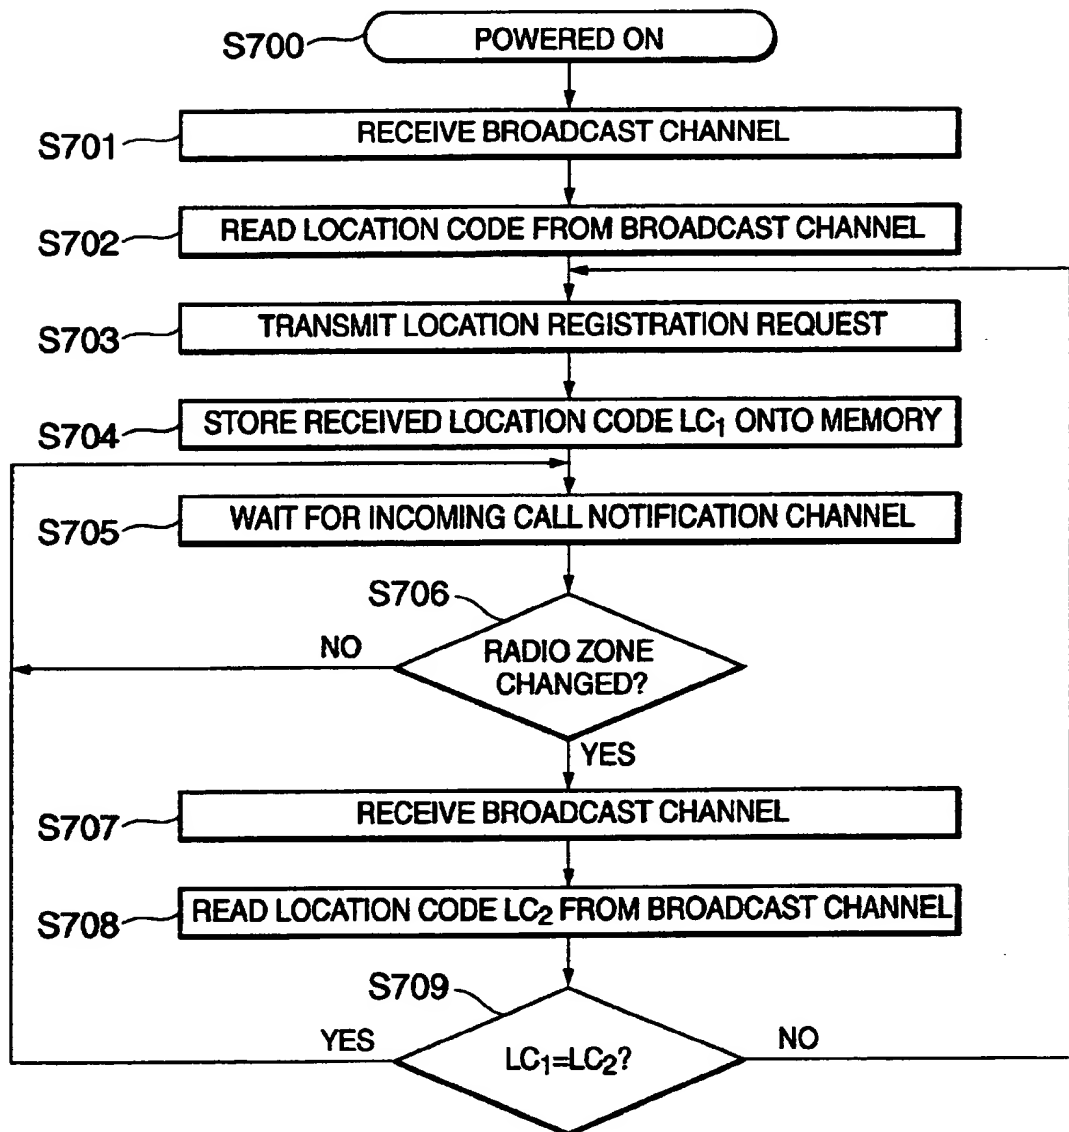 S700
POWERED ON
S701
RECEIVE BROADCAST CHANNEL
S702
READ LOCATION CODE FROM BROADCAST CHANNEL
S703
TRANSMIT LOCATION REGISTRATION REQUEST
S704
STORE RECEIVED LOCATION CODE LC₁ ONTO MEMORY
S705
WAIT FOR INCOMING CALL NOTIFICATION CHANNEL
S706
NO
RADIO ZONE
CHANGED?
YES
S707
RECEIVE BROADCAST CHANNEL
S708
READ LOCATION CODE LC₂ FROM BROADCAST CHANNEL
S709
YES
LC₁=LC₂?
NO